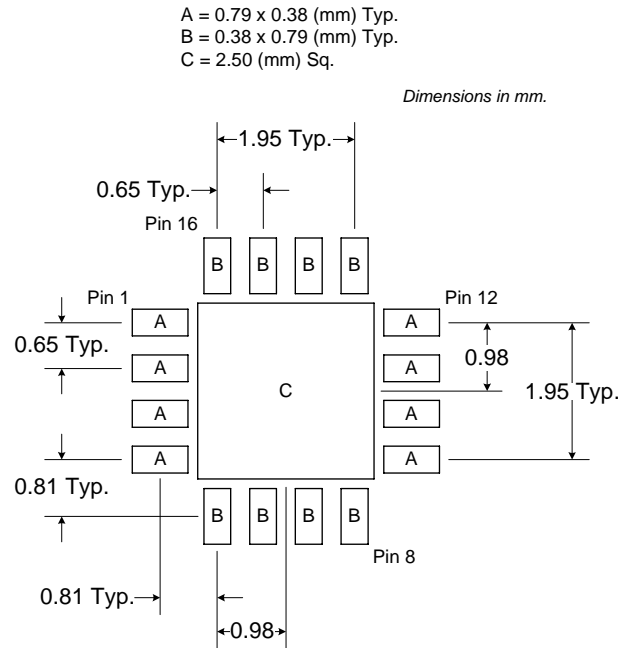 A = 0.79 x 0.38 (mm) Typ.
B = 0.38 x 0.79 (mm) Typ.
C = 2.50 (mm) Sq.
Dimensions in mm.
1.95 Typ.
0.65 Typ.
Pin 16
B B B B
Pin 1
Pin 12
A A
0.65 Typ.
0.98
A A
C
1.95 Typ.
A A
A A
0.81 Typ.
B B B B
Pin 8
0.81 Typ.
0.98